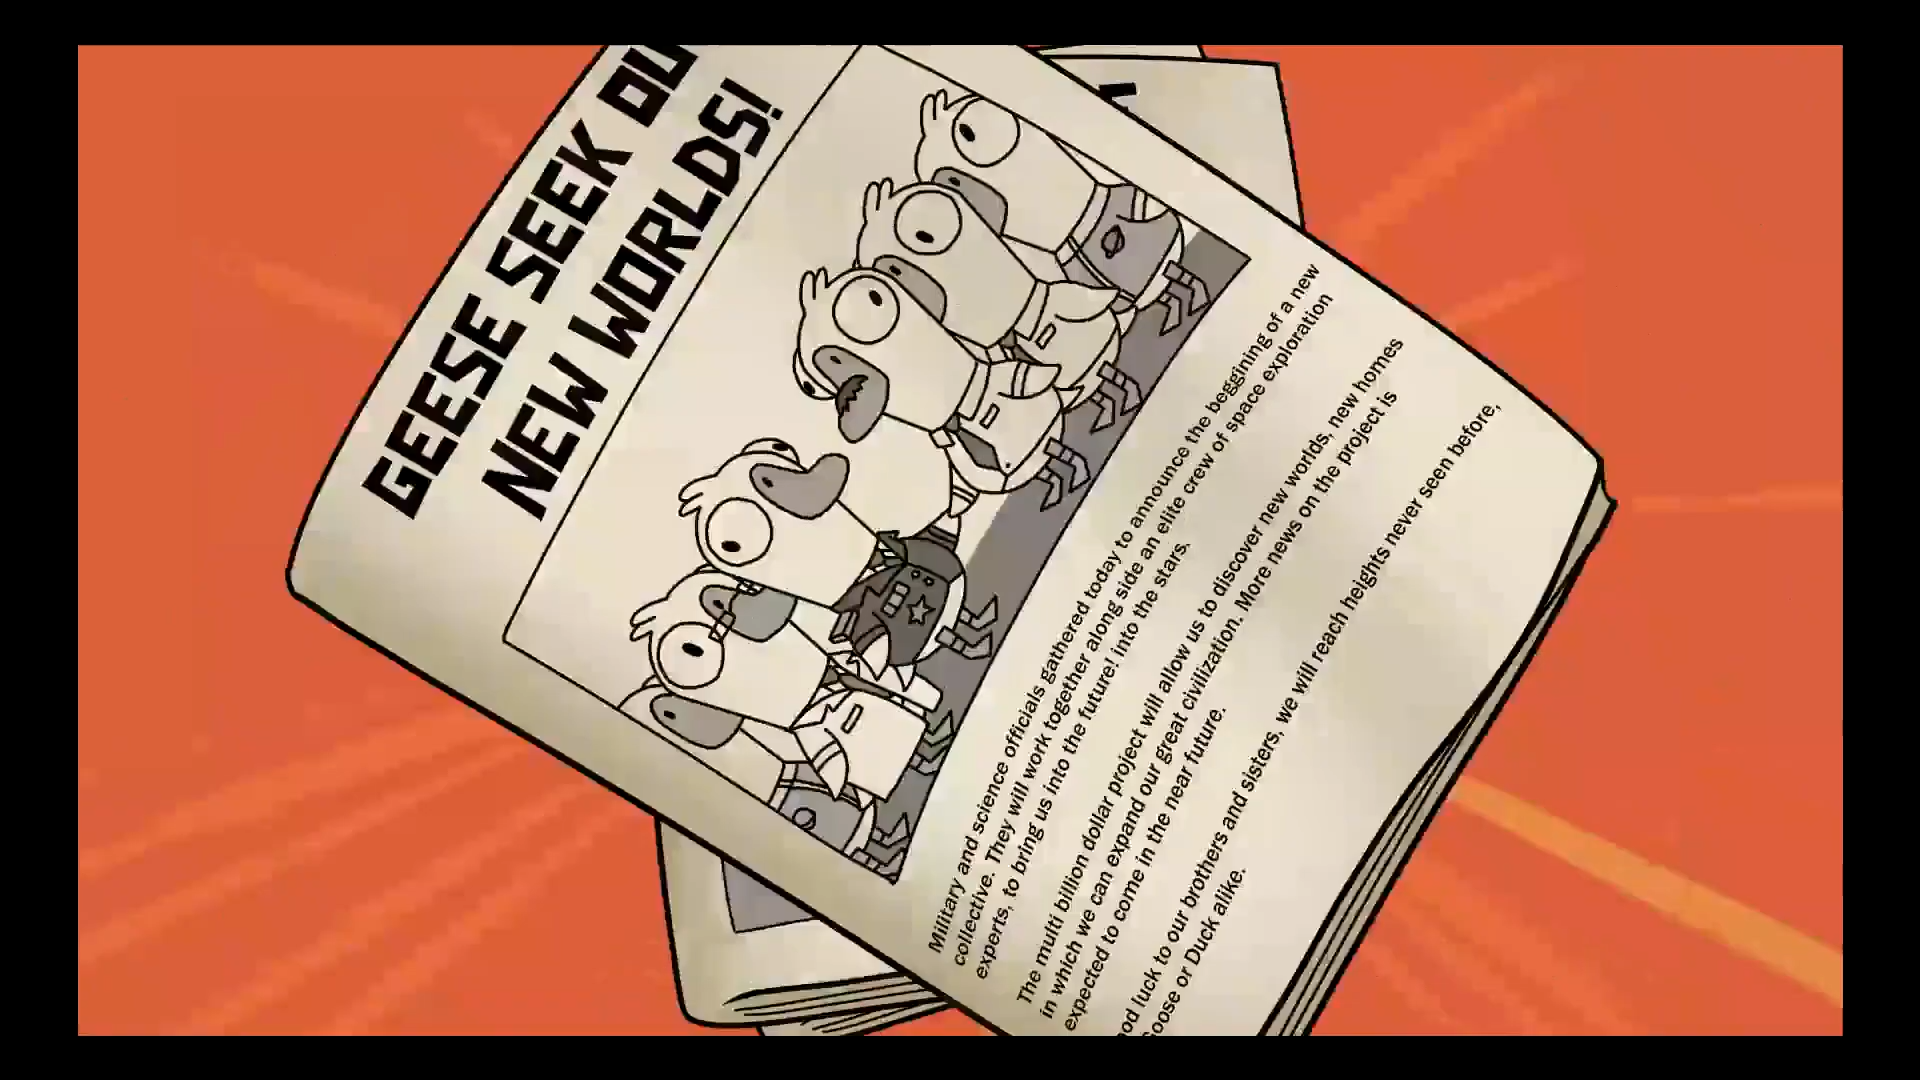 GEESE SEEK OU
NEW WORLDS!
Military and science officials gathered today to announce the beggining of a new
collective. They will work together along side an elite crew of space exploration
experts, to bring us into the future! into the stars.
The multi billion dollar project will allow us to discover new worlds, new homes
in which we can expand our great civilization. More news on the project is
expected to come in the near future.
od luck to our brothers and sisters, we will reach heights never seen before,
oose or Duck alike.